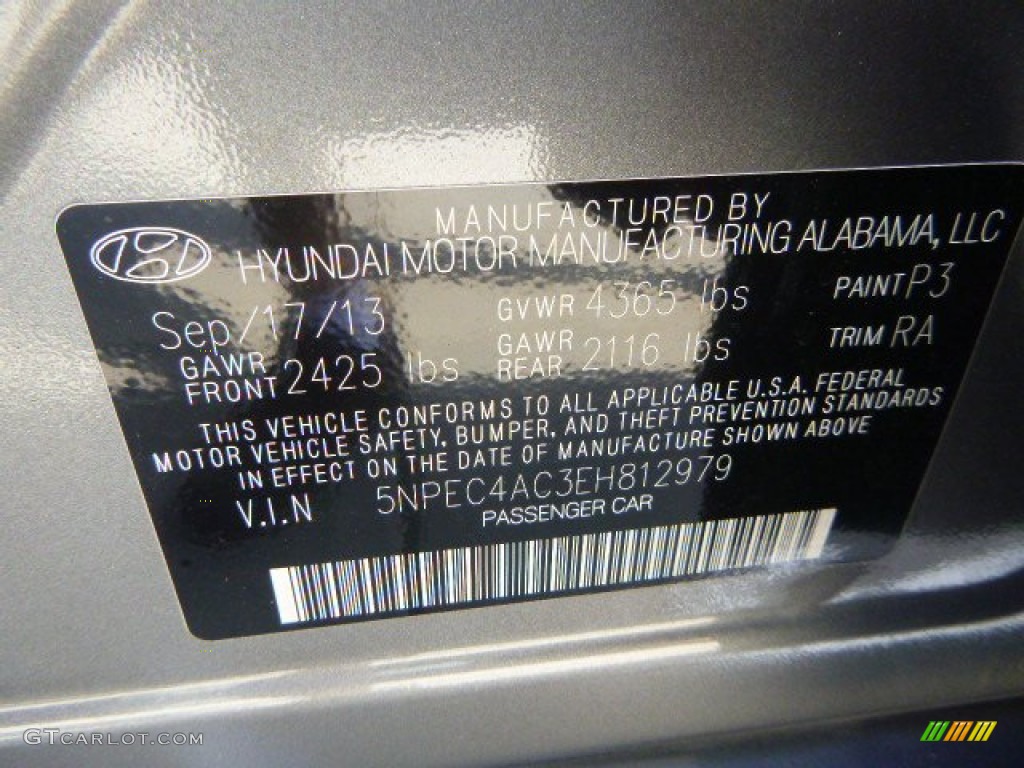 MANUFACTURED BY
HYUNDAI MOTOR MANUFACTURING ALABAMA, LLC
Sep/17/13 GVWR 4365 lbs PAINT P3
GAWR FRONT 2425 lbs GAWR REAR 2116 lbs TRIM RA
THIS VEHICLE CONFORMS TO ALL APPLICABLE U.S.A. FEDERAL
MOTOR VEHICLE SAFETY, BUMPER, AND THEFT PREVENTION STANDARDS
IN EFFECT ON THE DATE OF MANUFACTURE SHOWN ABOVE
V.I.N 5NPEC4AC3EH812979
PASSENGER CAR
GTCARLOT.COM